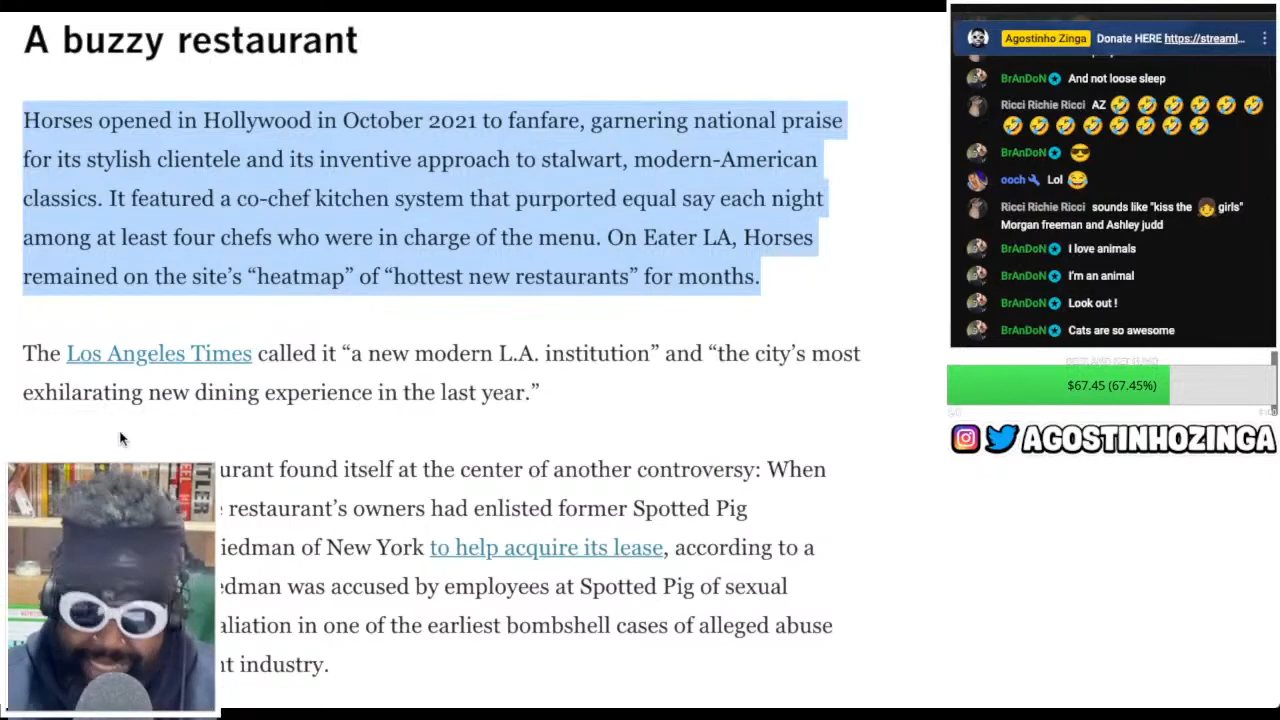 A buzzy restaurant
Horses opened in Hollywood in October 2021 to fanfare, garnering national praise
for its stylish clientele and its inventive approach to stalwart, modern-American
classics. It featured a co-chef kitchen system that purported equal say each night
among at least four chefs who were in charge of the menu. On Eater LA, Horses
remained on the site’s “heatmap” of “hottest new restaurants” for months.
The Los Angeles Times called it “a new modern L.A. institution” and “the city’s most
exhilarating new dining experience in the last year.”
urant found itself at the center of another controversy: When
restaurant’s owners had enlisted former Spotted Pig
iedman of New York to help acquire its lease, according to a
edman was accused by employees at Spotted Pig of sexual
aliation in one of the earliest bombshell cases of alleged abuse
nt industry.
Agostinho Zinga Donate HERE https://streaml...
BrAnDoN And not loose sleep
Ricci Richie Ricci AZ 🤣🤣🤣🤣🤣🤣
🤣🤣🤣🤣🤣🤣🤣🤣
BrAnDoN 😎
ooch Lol 😂
Ricci Richie Ricci sounds like "kiss the 👧 girls"
Morgan freeman and Ashley judd
BrAnDoN I love animals
BrAnDoN I'm an animal
BrAnDoN Look out !
BrAnDoN Cats are so awesome
$67.45 (67.45%)
AGOSTINHOZINGA